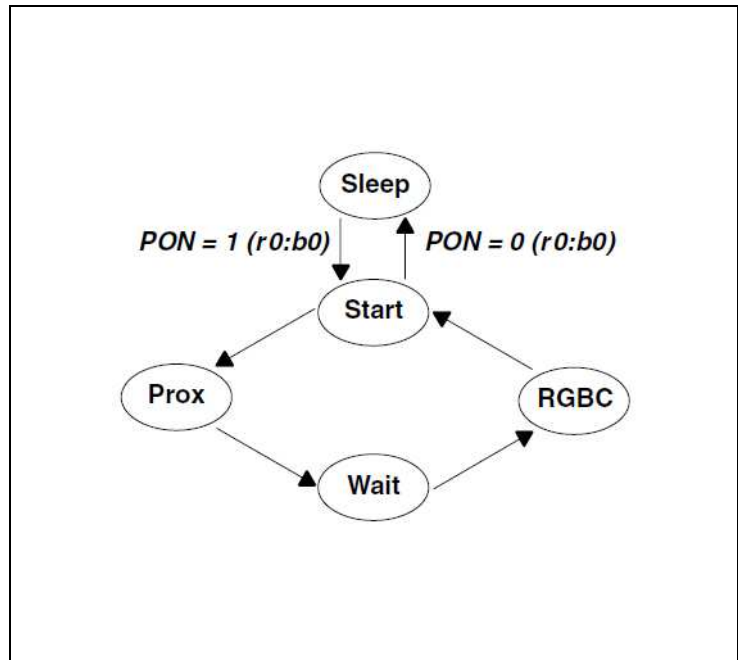 Sleep
PON = 1 (r0:b0)
PON = 0 (r0:b0)
Start
Prox
RGBC
Wait